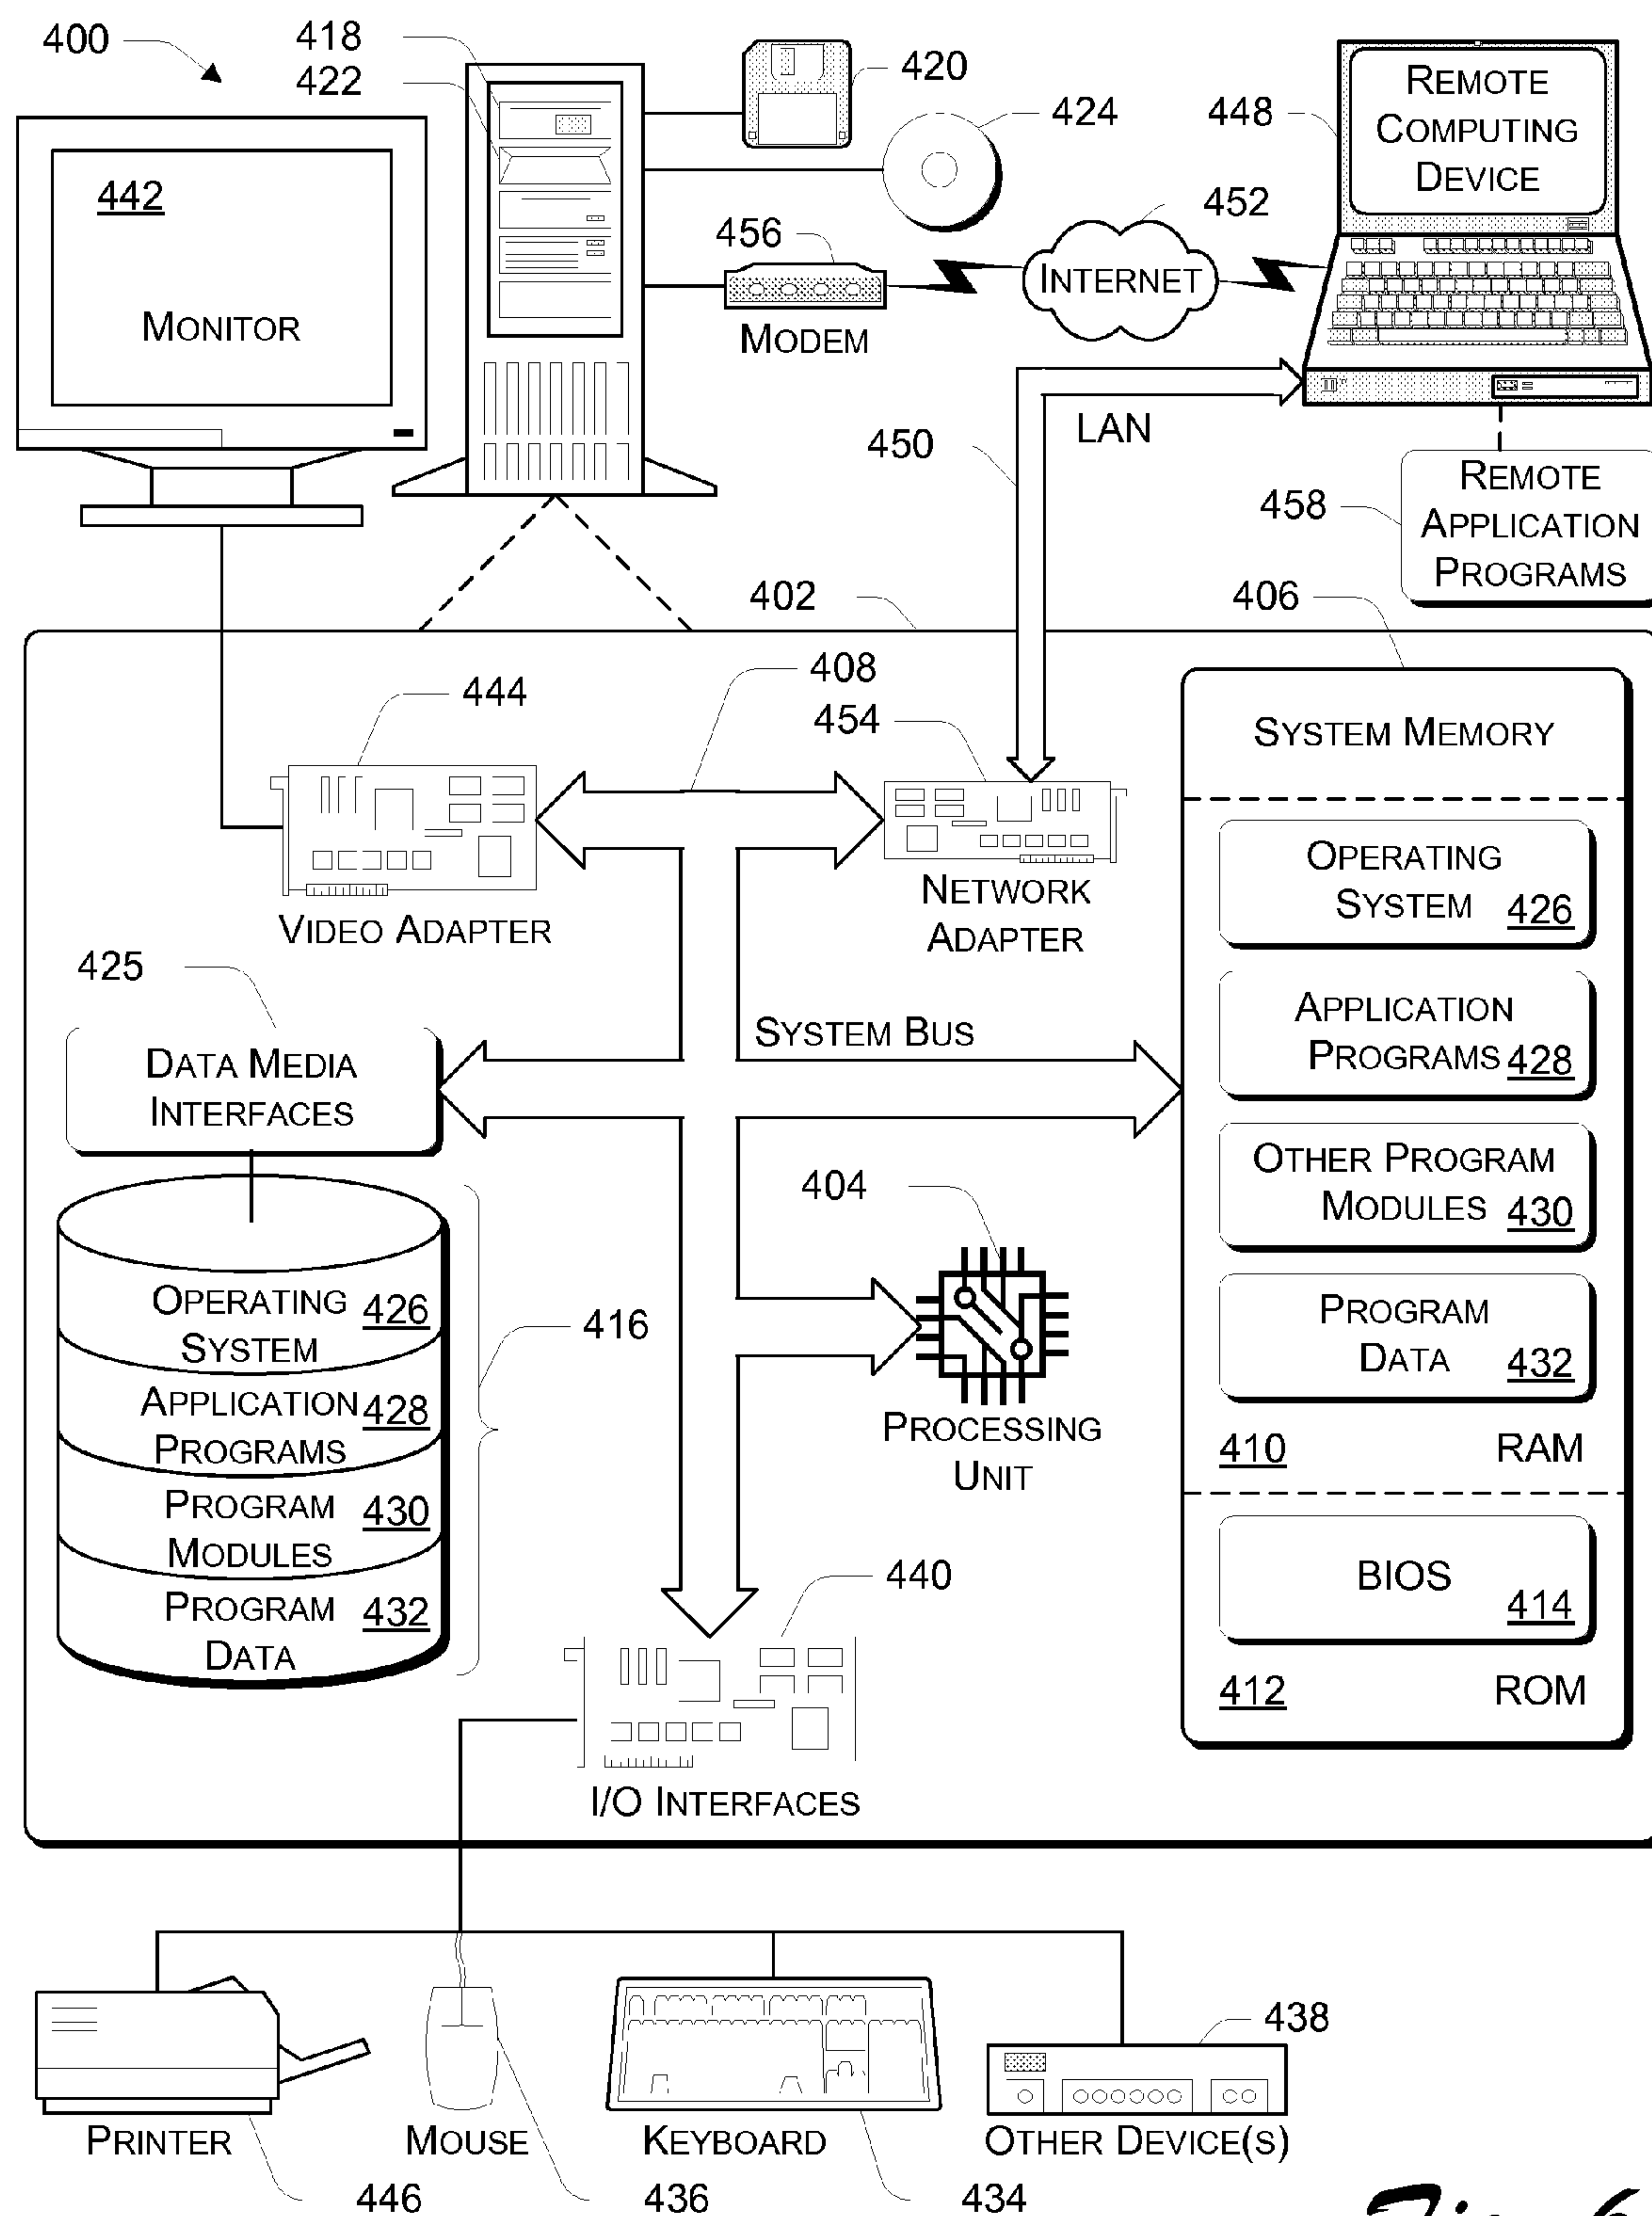 400
418
422
420
424
448
REMOTE
COMPUTING
DEVICE
442
MONITOR
456
MODEM
452
INTERNET
450
LAN
458
REMOTE
APPLICATION
PROGRAMS
402
406
408
444
454
VIDEO ADAPTER
NETWORK
ADAPTER
SYSTEM MEMORY
OPERATING
SYSTEM 426
425
DATA MEDIA
INTERFACES
SYSTEM BUS
APPLICATION
PROGRAMS 428
404
OTHER PROGRAM
MODULES 430
OPERATING 426
SYSTEM
416
APPLICATION 428
PROGRAMS
PROGRAM 430
MODULES
PROGRAM 432
DATA
PROCESSING
UNIT
PROGRAM
DATA 432
410 RAM
440
BIOS
414
412 ROM
I/O INTERFACES
438
PRINTER
MOUSE
KEYBOARD
OTHER DEVICE(S)
446
436
434